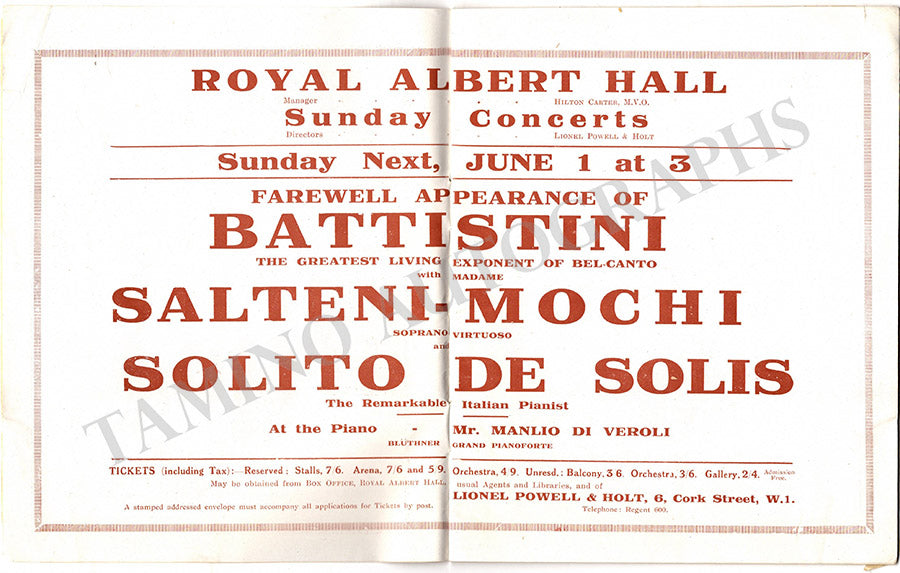 ROYAL ALBERT HALL
Manager HILTON CARTER, M.V.O.
Sunday Concerts
Directors LIONEL POWELL & HOLT
Sunday Next, JUNE 1 at 3
FAREWELL APPEARANCE OF
BATTISTINI
THE GREATEST LIVING EXPONENT OF BEL-CANTO
with MADAME
SALTENI-MOCHI
SOPRANO VIRTUOSO
and
SOLITO DE SOLIS
The Remarkable Italian Pianist
At the Piano - Mr. MANLIO DI VEROLI
BLUTHNER GRAND PIANOFORTE
TICKETS (including Tax):—Reserved: Stalls, 7/6. Arena, 7/6 and 5 9. Orchestra, 4 9. Unresd.: Balcony, 3 6. Orchestra, 3/6. Gallery, 2/4. Admission Free.
May be obtained from BOX OFFICE, ROYAL ALBERT HALL, usual Agents and Libraries, and of
LIONEL POWELL & HOLT, 6, Cork Street, W.1.
A stamped addressed envelope must accompany all applications for Tickets by post. Telephone: Regent 600.
TAMINO AUTOGRAPHS